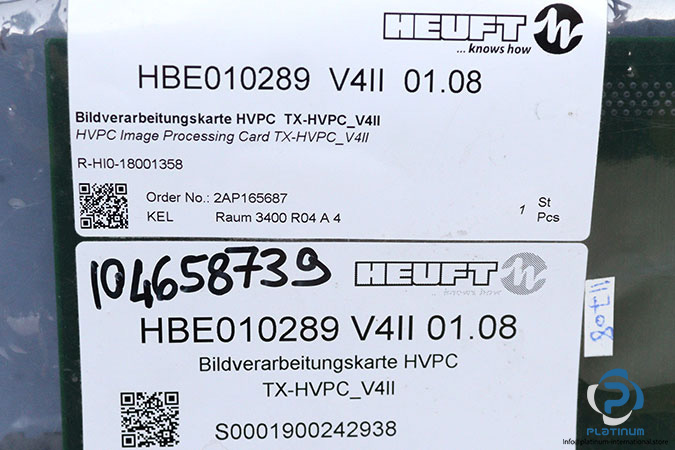 HEUFT
... knows how
HBE010289 V4II 01.08
Bildverarbeitungskarte HVPC TX-HVPC_V4II
HVPC Image Processing Card TX-HVPC_V4II
R-HI0-18001358
Order No.: 2AP165687
KEL Raum 3400 R04 A 4
1 St
Pcs
104658739
HEUFT
... knows how
HBE010289 V4II 01.08
Bildverarbeitungskarte HVPC
TX-HVPC_V4II
S0001900242938
PLATINUM